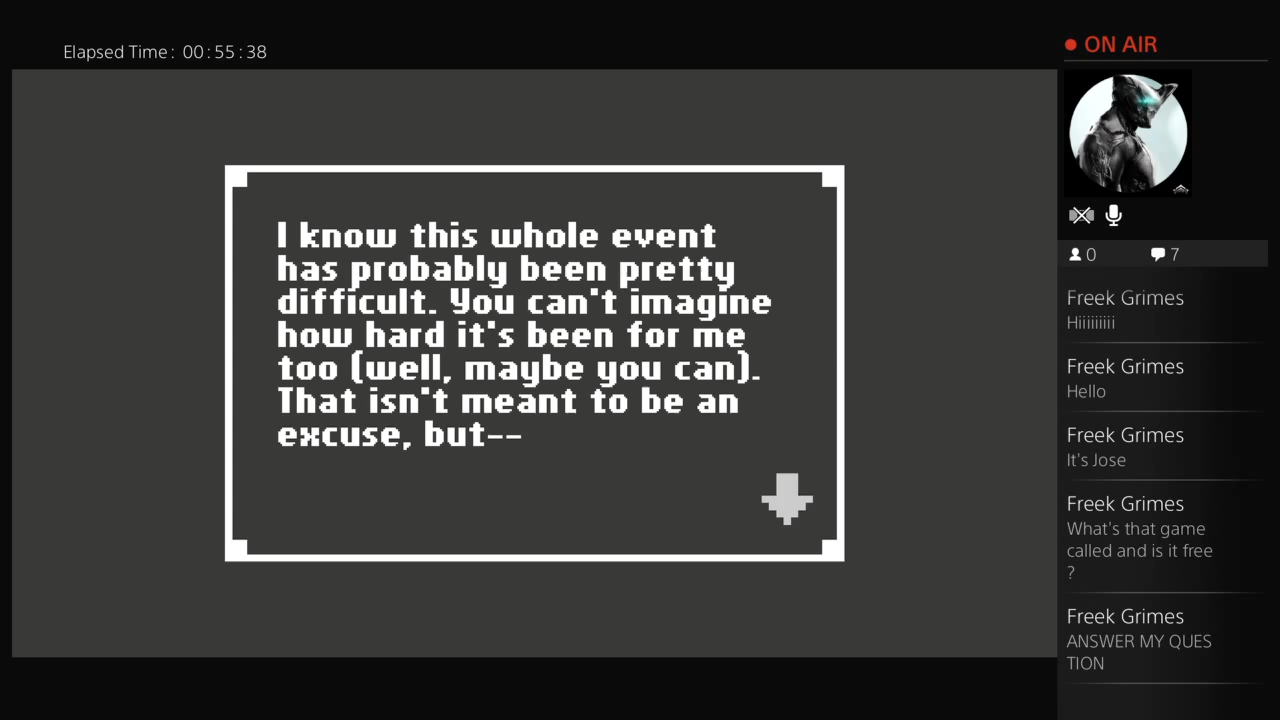 Elapsed Time: 00:55:38
I know this whole event
has probably been pretty
difficult. You can't imagine
how hard it's been for me
too (well, maybe you can).
That isn't meant to be an
excuse, but--
ON AIR
0 7
Freek Grimes
Hiiiiiiiii
Freek Grimes
Hello
Freek Grimes
It's Jose
Freek Grimes
What's that game
called and is it free
?
Freek Grimes
ANSWER MY QUES
TION